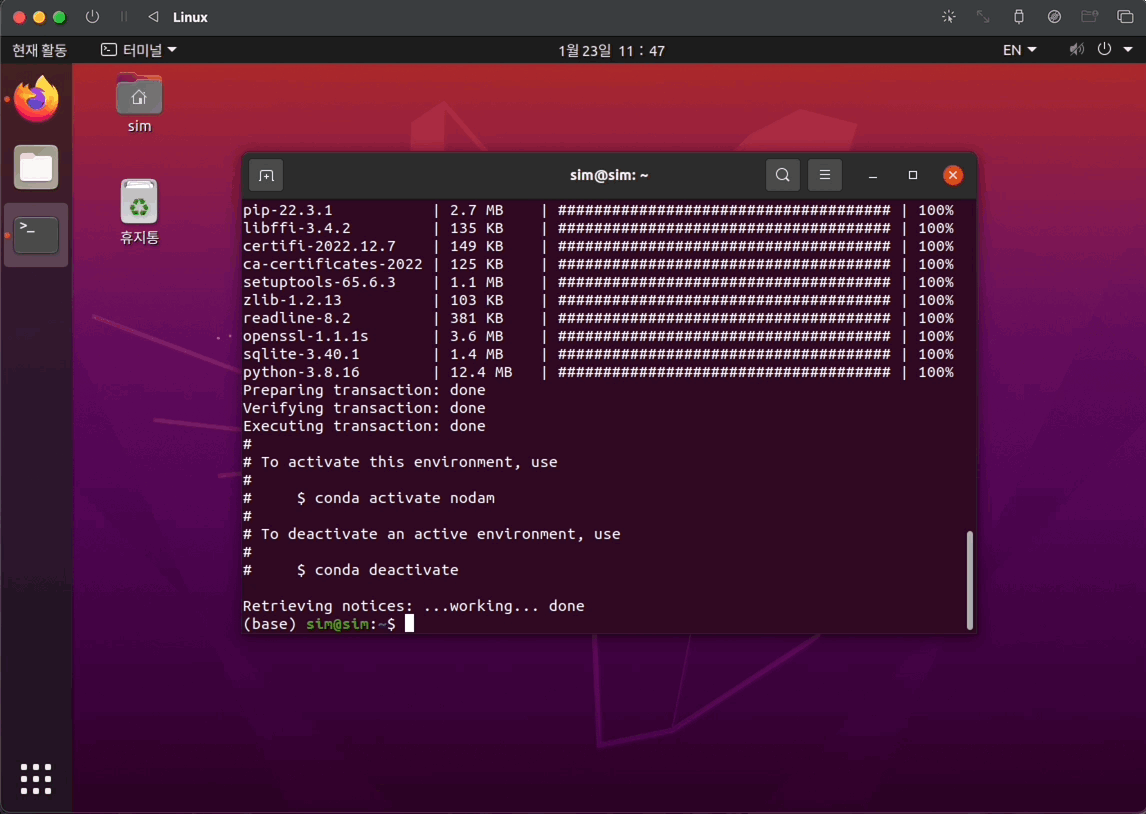 Linux
현재 활동
터미널
1월 23일 11 : 47
EN
sim
휴지통
sim@sim: ~
pip-22.3.1 | 2.7 MB | ##################################### | 100%
libffi-3.4.2 | 135 KB | ##################################### | 100%
certifi-2022.12.7 | 149 KB | ##################################### | 100%
ca-certificates-2022 | 125 KB | ##################################### | 100%
setuptools-65.6.3 | 1.1 MB | ##################################### | 100%
zlib-1.2.13 | 103 KB | ##################################### | 100%
readline-8.2 | 381 KB | ##################################### | 100%
openssl-1.1.1s | 3.6 MB | ##################################### | 100%
sqlite-3.40.1 | 1.4 MB | ##################################### | 100%
python-3.8.16 | 12.4 MB | ##################################### | 100%
Preparing transaction: done
Verifying transaction: done
Executing transaction: done
#
# To activate this environment, use
#
# $ conda activate nodam
#
# To deactivate an active environment, use
#
# $ conda deactivate
Retrieving notices: ...working... done
(base) sim@sim:~$